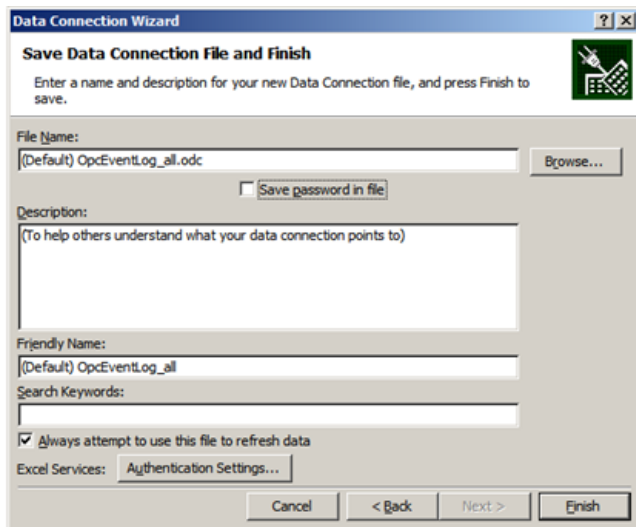 Data Connection Wizard
Save Data Connection File and Finish
Enter a name and description for your new Data Connection file, and press Finish to
save.
File Name:
(Default) OpcEventLog_all.odc
Browse...
Save password in file
Description:
(To help others understand what your data connection points to)
Friendly Name:
(Default) OpcEventLog_all
Search Keywords:
Always attempt to use this file to refresh data
Excel Services: Authentication Settings...
Cancel < Back Next > Finish